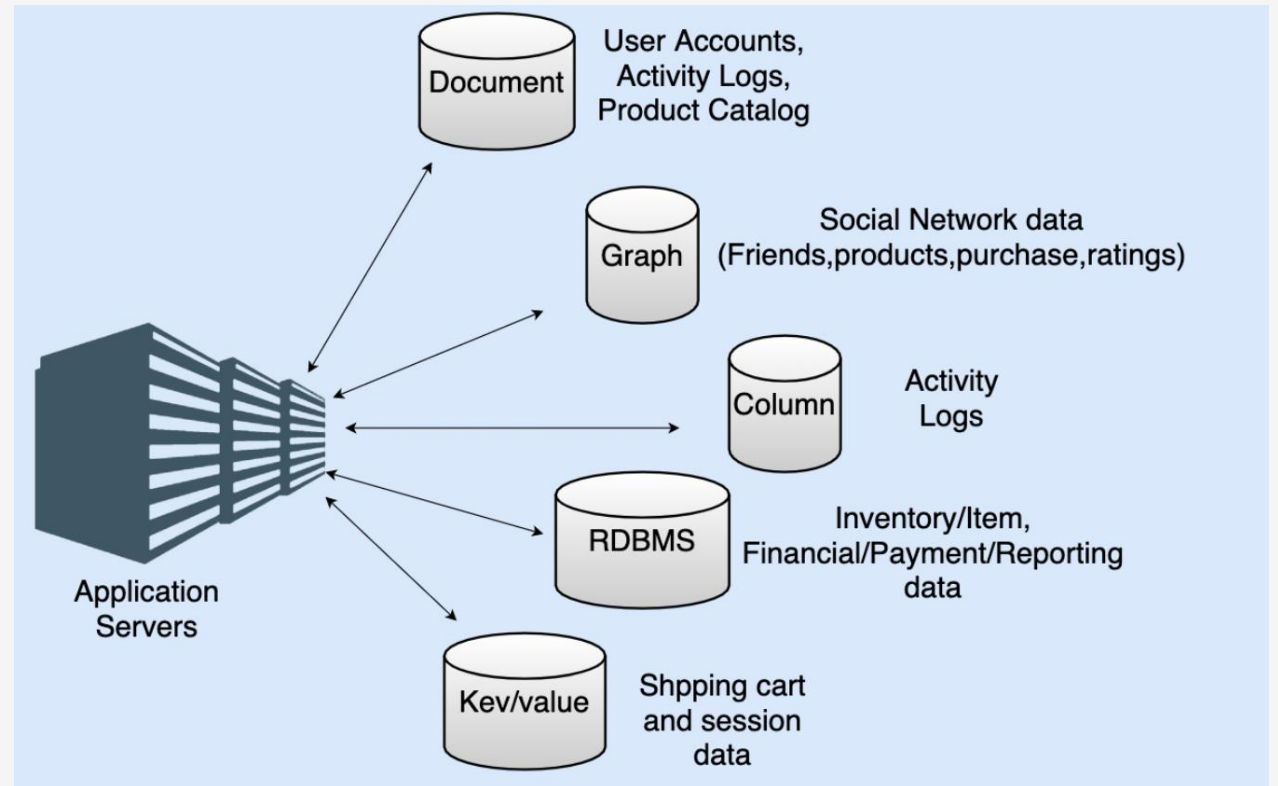 Document
User Accounts,
Activity Logs,
Product Catalog
Graph
Social Network data
(Friends,products,purchase,ratings)
Column
Activity
Logs
RDBMS
Inventory/Item,
Financial/Payment/Reporting
data
Application
Servers
Kev/value
Shpping cart
and session
data